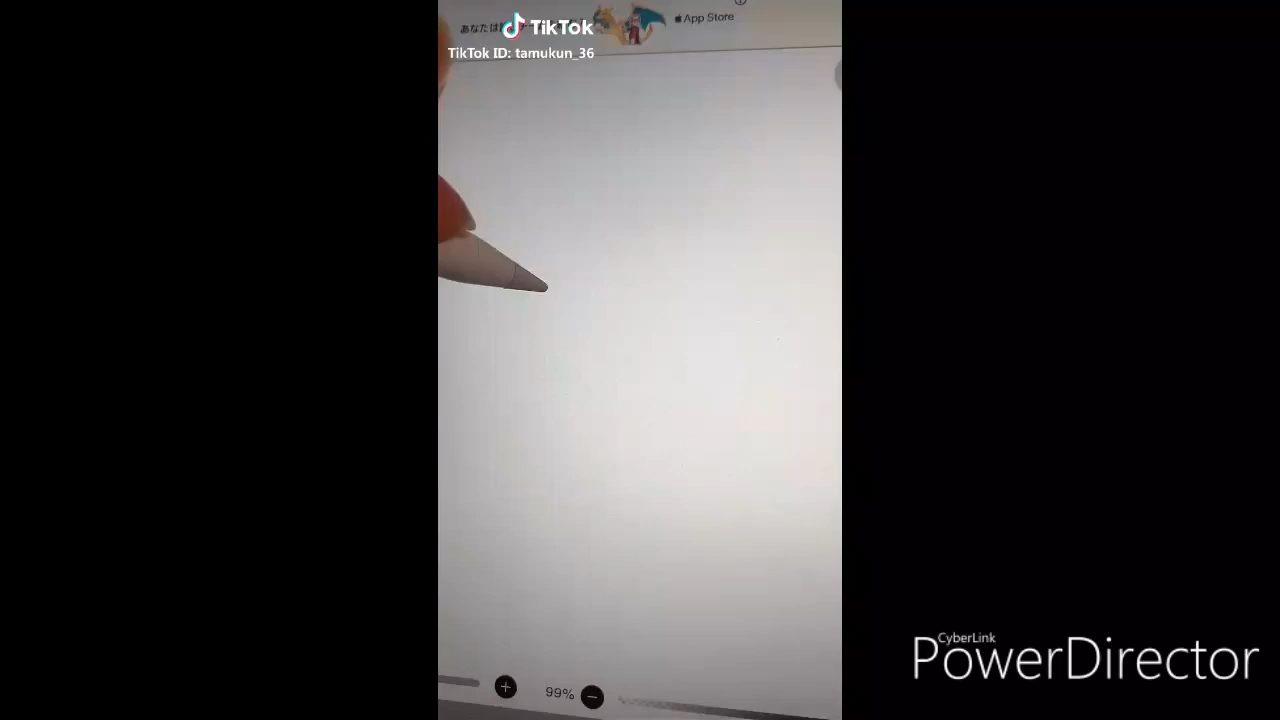 TikTok
TikTok ID: tamukun_36
あなたは
App Store
99%
CyberLink
PowerDirector